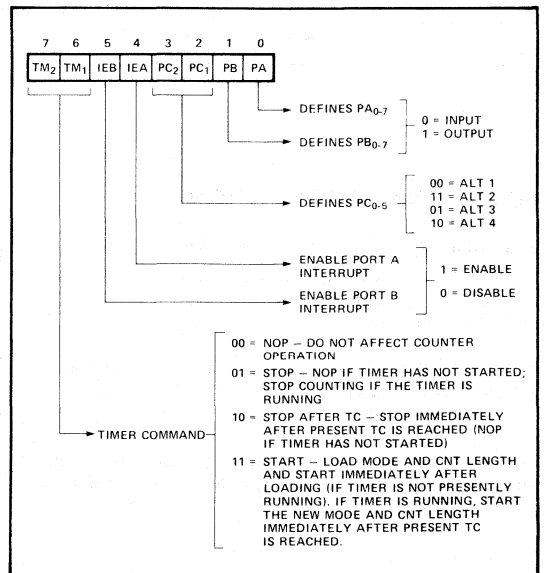 7 6 5 4 3 2 1 0
TM2 TM1 IEB IEA PC2 PC1 PB PA
DEFINES PA0-7
DEFINES PB0-7
0 = INPUT
1 = OUTPUT
DEFINES PC0-5
00 = ALT 1
11 = ALT 2
01 = ALT 3
10 = ALT 4
ENABLE PORT A
INTERRUPT
ENABLE PORT B
INTERRUPT
1 = ENABLE
0 = DISABLE
TIMER COMMAND
00 = NOP – DO NOT AFFECT COUNTER
OPERATION
01 = STOP – NOP IF TIMER HAS NOT STARTED;
STOP COUNTING IF THE TIMER IS
RUNNING
10 = STOP AFTER TC – STOP IMMEDIATELY
AFTER PRESENT TC IS REACHED (NOP
IF TIMER HAS NOT STARTED)
11 = START – LOAD MODE AND CNT LENGTH
AND START IMMEDIATELY AFTER
LOADING (IF TIMER IS NOT PRESENTLY
RUNNING). IF TIMER IS RUNNING, START
THE NEW MODE AND CNT LENGTH
IMMEDIATELY AFTER PRESENT TC
IS REACHED.